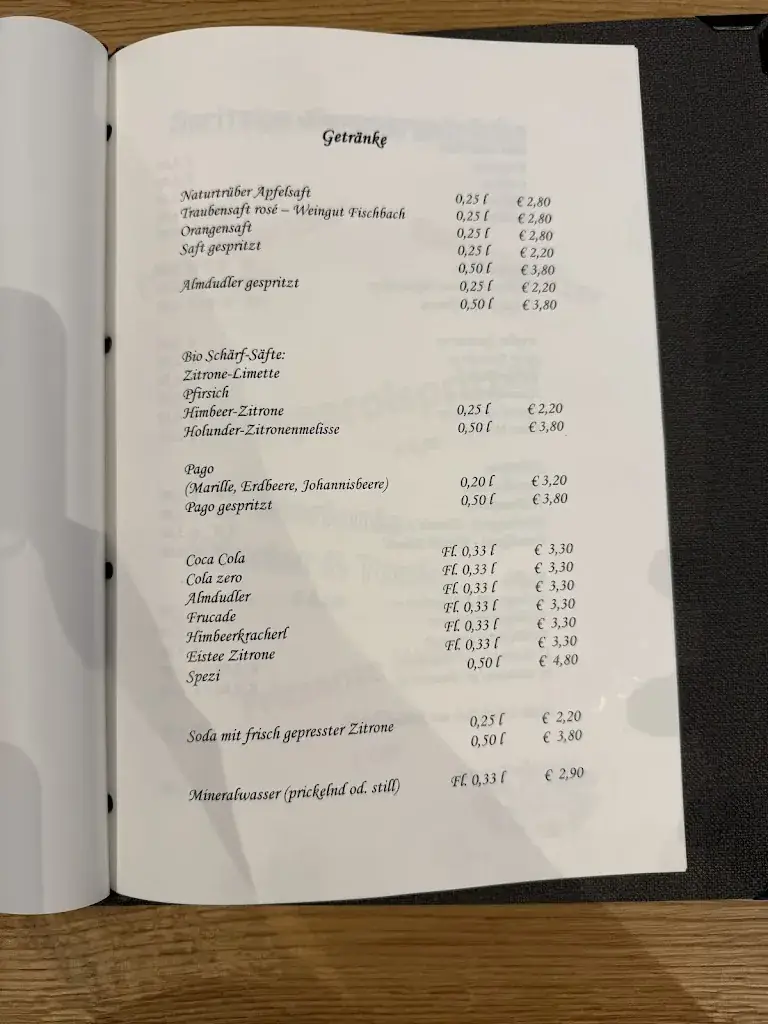 Getränke
Naturtrüber Apfelsaft 0,25 l € 2,80
Traubensaft rosé – Weingut Fischbach 0,25 l € 2,80
Orangensaft 0,25 l € 2,80
Saft gespritzt 0,25 l € 2,20
0,50 l € 3,80
Almdudler gespritzt 0,25 l € 2,20
0,50 l € 3,80
Bio Schärf-Säfte:
Zitrone-Limette
Pfirsich
Himbeer-Zitrone 0,25 l € 2,20
Holunder-Zitronenmelisse 0,50 l € 3,80
Pago
(Marille, Erdbeere, Johannisbeere) 0,20 l € 3,20
Pago gespritzt 0,50 l € 3,80
Coca Cola Fl. 0,33 l € 3,30
Cola zero Fl. 0,33 l € 3,30
Almdudler Fl. 0,33 l € 3,30
Frucade Fl. 0,33 l € 3,30
Himbeerkracherl Fl. 0,33 l € 3,30
Eistee Zitrone Fl. 0,33 l € 3,30
Spezi 0,50 l € 4,80
Soda mit frisch gepresster Zitrone 0,25 l € 2,20
0,50 l € 3,80
Mineralwasser (prickelnd od. still) Fl. 0,33 l € 2,90